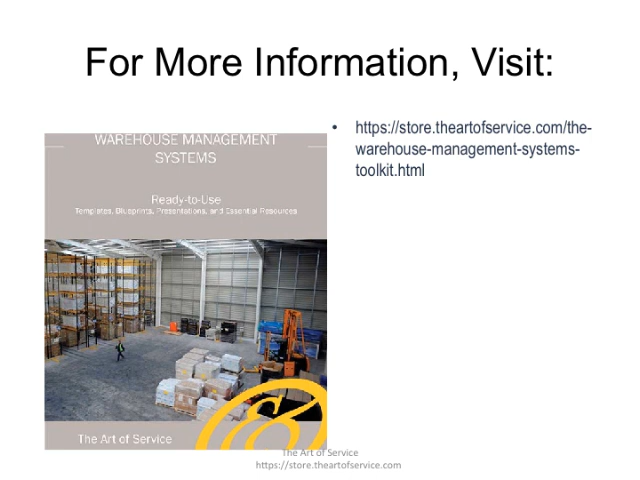 For More Information, Visit:
• https://store.theartofservice.com/the-
warehouse-management-systems-
toolkit.html
WAREHOUSE MANAGEMENT
SYSTEMS
Ready-to-Use
Templates, Blueprints, Presentations, and Essential Resources
The Art of Service
The Art of Service
https://store.theartofservice.com